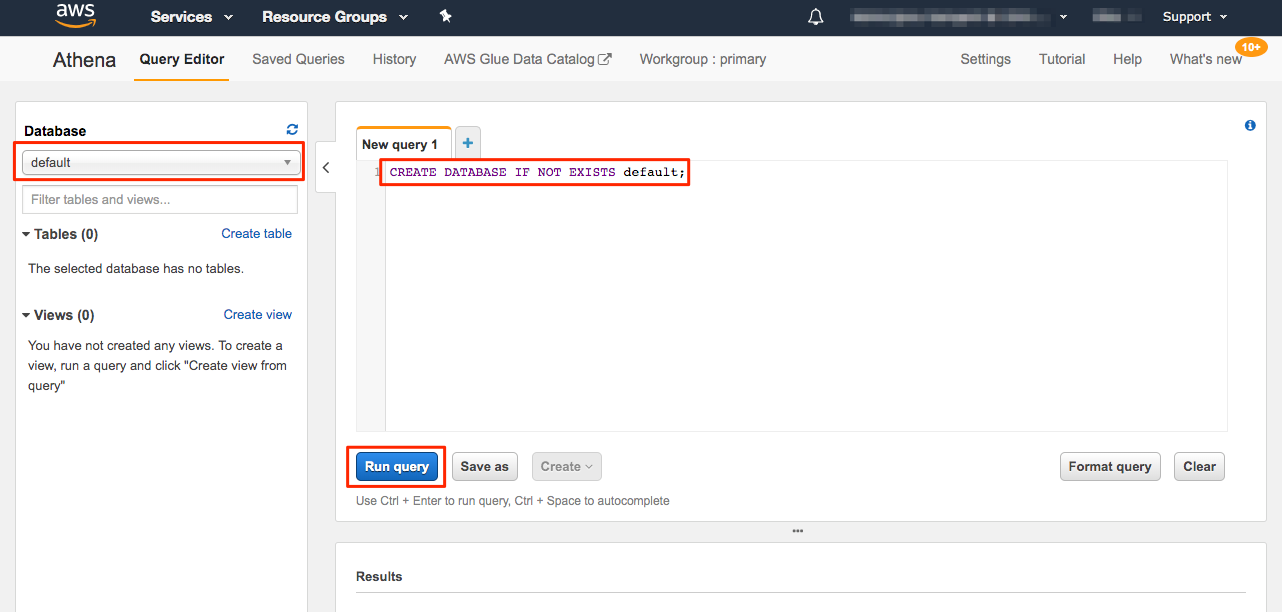 aws
Services
Resource Groups
Support
Athena
Query Editor
Saved Queries
History
AWS Glue Data Catalog
Workgroup : primary
Settings
Tutorial
Help
What's new
10+
Database
default
Filter tables and views...
Tables (0)
Create table
The selected database has no tables.
Views (0)
Create view
You have not created any views. To create a
view, run a query and click "Create view from
query"
New query 1
+
1
CREATE DATABASE IF NOT EXISTS default;
Run query
Save as
Create
Format query
Clear
Use Ctrl + Enter to run query, Ctrl + Space to autocomplete
Results